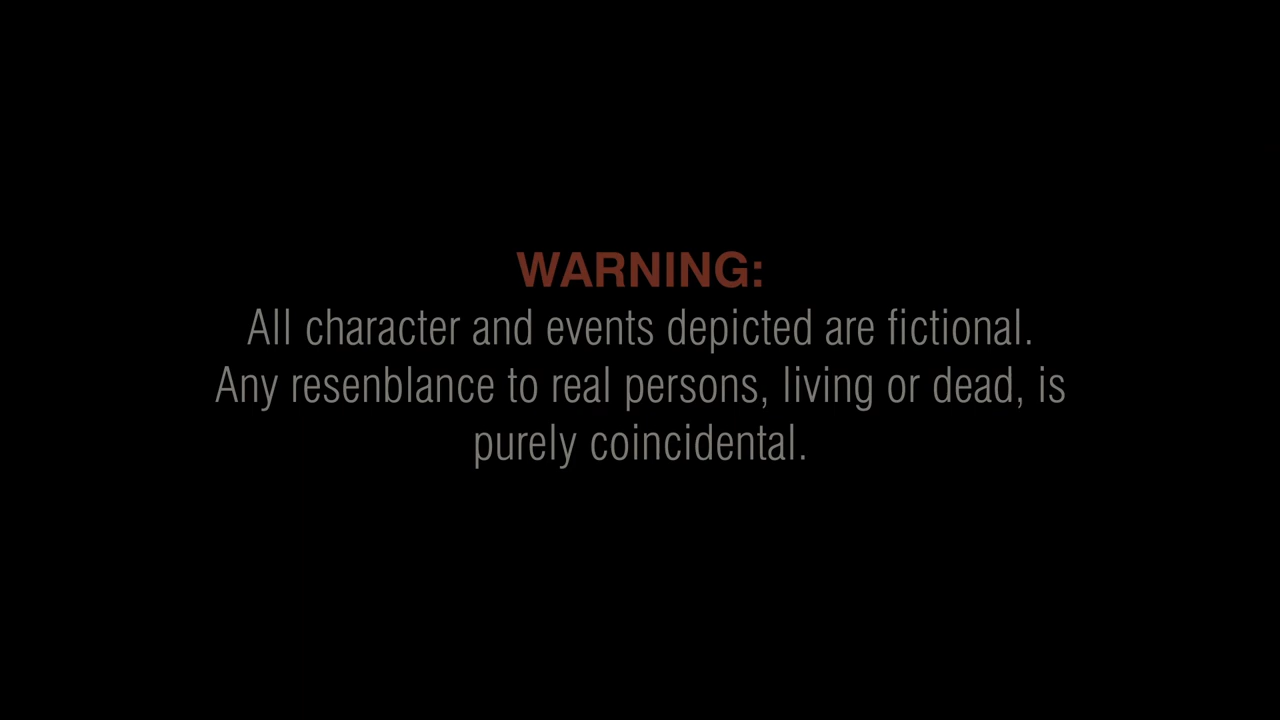 WARNING:
All character and events depicted are fictional.
Any resenblance to real persons, living or dead, is
purely coincidental.